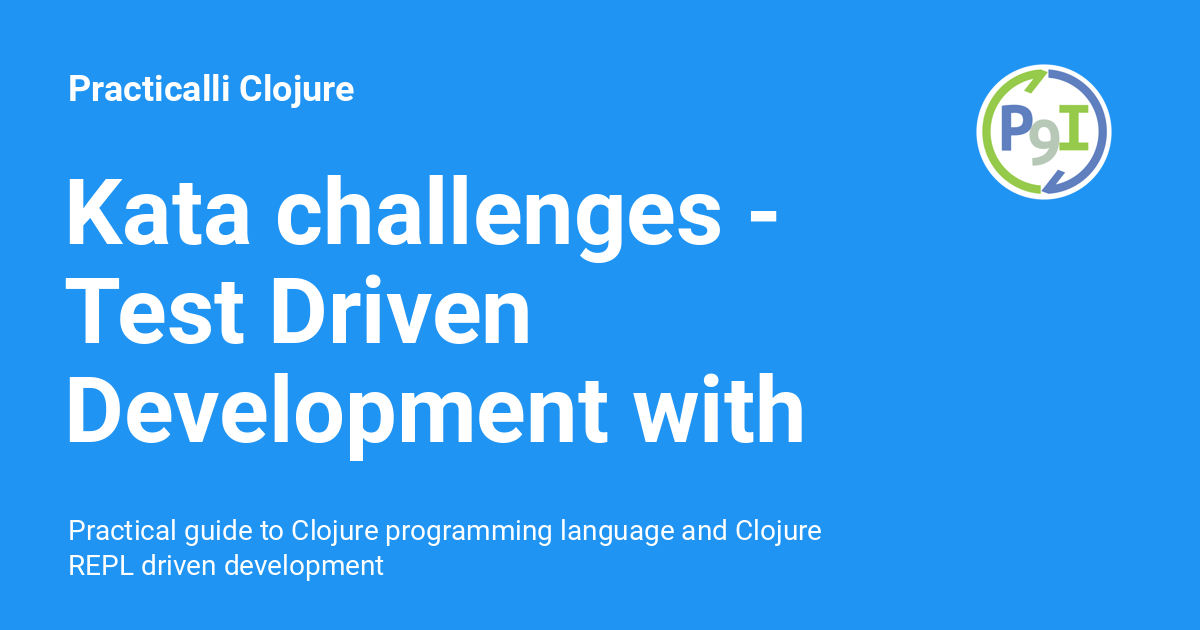 Practicalli Clojure
P9I
Kata challenges -
Test Driven
Development with
Practical guide to Clojure programming language and Clojure
REPL driven development